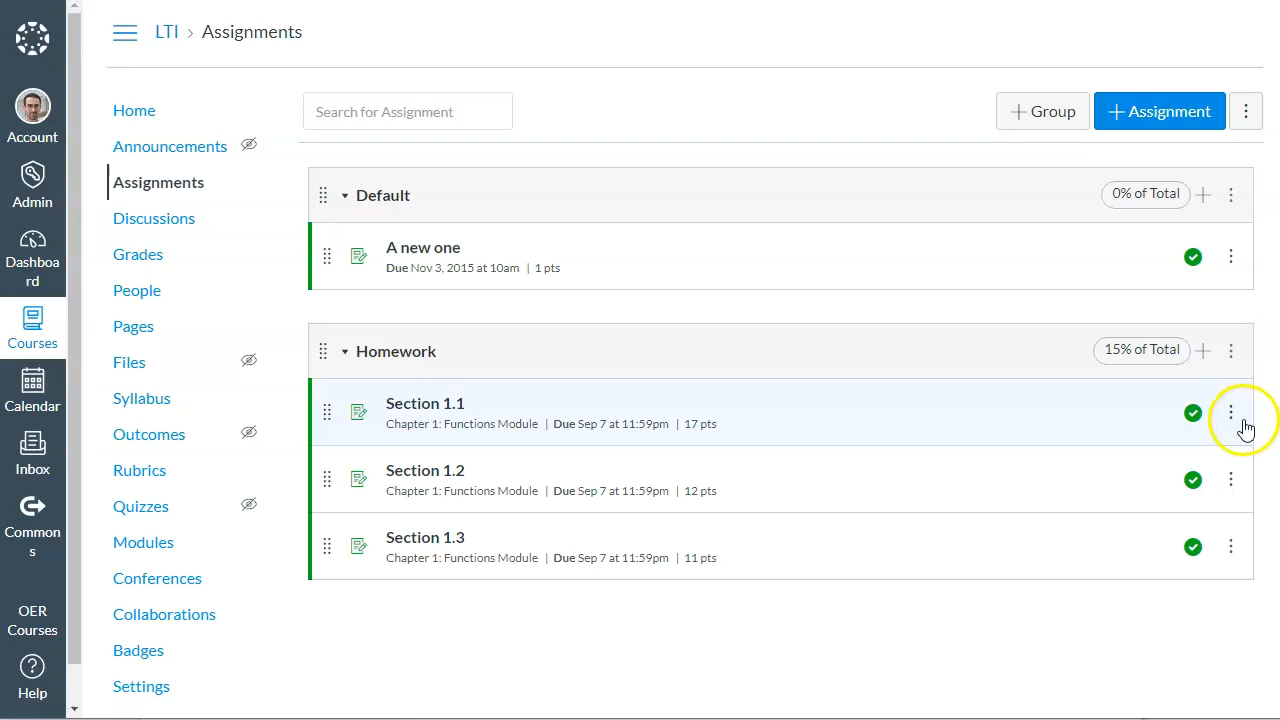 LTI › Assignments
Account
Admin
Dashboa
rd
Courses
Calendar
Inbox
Common
s
OER
Courses
Help
Home
Announcements
Assignments
Discussions
Grades
People
Pages
Files
Syllabus
Outcomes
Rubrics
Quizzes
Modules
Conferences
Collaborations
Badges
Settings
Search for Assignment
+ Group
+ Assignment
Default
0% of Total
A new one
Due Nov 3, 2015 at 10am | 1 pts
Homework
15% of Total
Section 1.1
Chapter 1: Functions Module | Due Sep 7 at 11:59pm | 17 pts
Section 1.2
Chapter 1: Functions Module | Due Sep 7 at 11:59pm | 12 pts
Section 1.3
Chapter 1: Functions Module | Due Sep 7 at 11:59pm | 11 pts